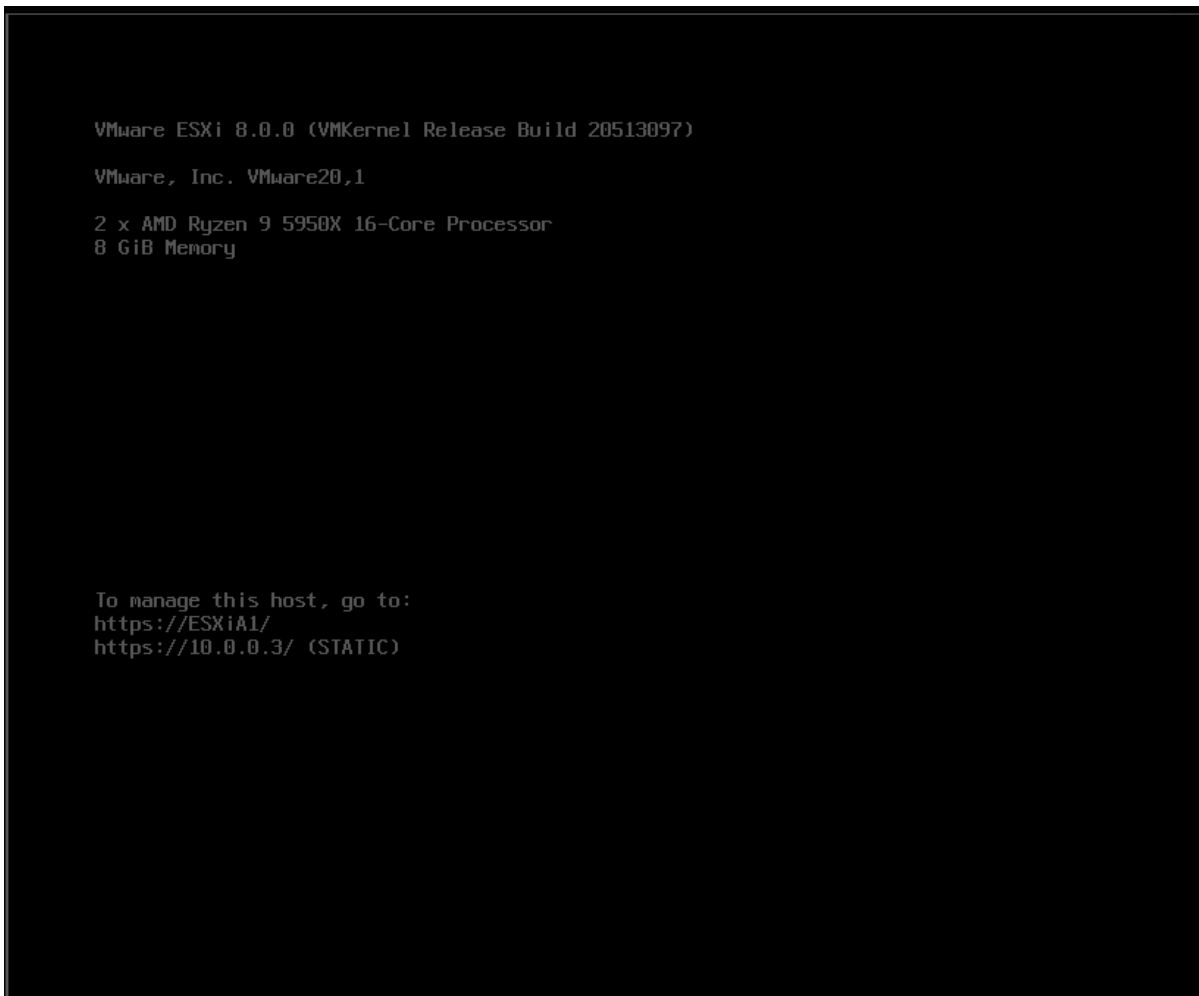 VMware ESXi 8.0.0 (VMKernel Release Build 20513097)
VMware, Inc. VMware20,1
2 x AMD Ryzen 9 5950X 16-Core Processor
8 GiB Memory
To manage this host, go to:
https://ESXiA1/
https://10.0.0.3/ (STATIC)